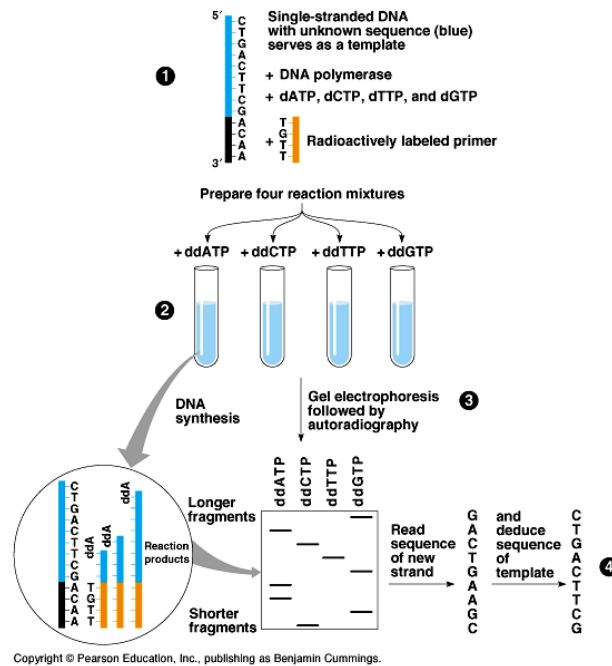 5′
C
T
G
A
C
T
T
C
G
A
C
A
A
3′
Single-stranded DNA
with unknown sequence (blue)
serves as a template
1
+ DNA polymerase
+ dATP, dCTP, dTTP, and dGTP
+
T
G
T
T
Radioactively labeled primer
Prepare four reaction mixtures
+ ddATP
+ ddCTP
+ ddTTP
+ ddGTP
2
DNA
synthesis
Gel electrophoresis
followed by
autoradiography
3
C
T
G
A
C
T
T
C
G
A
C
A
A
T
G
T
T
ddA
ddA
ddA
Reaction
products
ddATP
ddCTP
ddTTP
ddGTP
Longer
fragments
Shorter
fragments
Read
sequence
of new
strand
G
A
C
T
G
A
A
G
C
and
deduce
sequence
of
template
C
T
G
A
C
T
T
C
G
4
Copyright © Pearson Education, Inc., publishing as Benjamin Cummings.